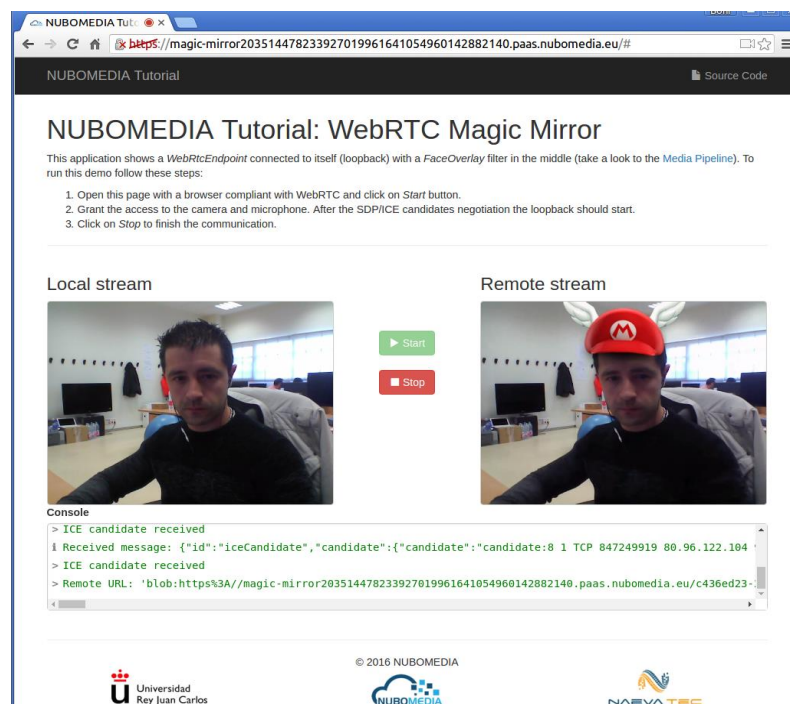 NUBOMEDIA Tuto
https://magic-mirror20351447823392701996164105496014288​2140.paas.nubomedia.eu/#
NUBOMEDIA Tutorial
Source Code
NUBOMEDIA Tutorial: WebRTC Magic Mirror
This application shows a WebRtcEndpoint connected to itself (loopback) with a FaceOverlay filter in the middle (take a look to the Media Pipeline). To
run this demo follow these steps:
1. Open this page with a browser compliant with WebRTC and click on Start button.
2. Grant the access to the camera and microphone. After the SDP/ICE candidates negotiation the loopback should start.
3. Click on Stop to finish the communication.
Local stream
Remote stream
M
Start
Stop
Console
> ICE candidate received
i Received message: {"id":"iceCandidate","candidate":{"candidate":"candidate:8 1 TCP 847249919 80.96.122.104
> ICE candidate received
> Remote URL: 'blob:https%3A//magic-mirror203514478233927019961641054960142882140.paas.nubomedia.eu/c436ed23-
© 2016 NUBOMEDIA
Universidad
Rey Juan Carlos
NUBOMEDIA
NAEVA TEC